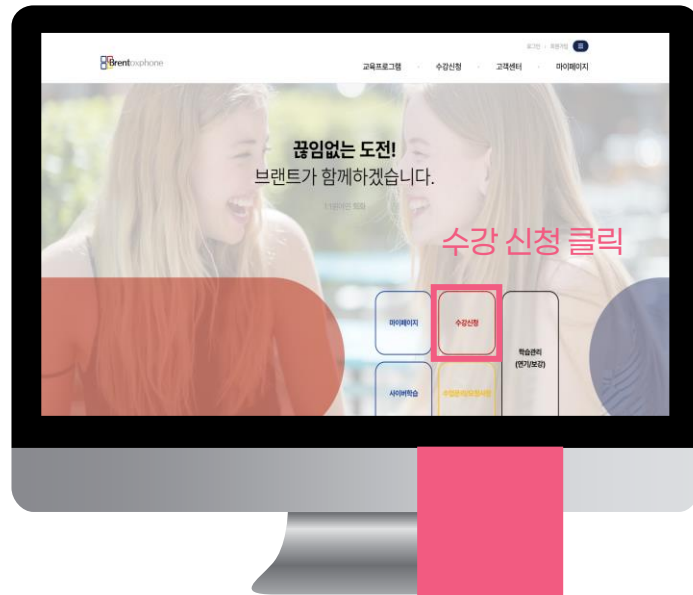 Brentoxphone
로그인 · 회원가입
교육프로그램 · 수강신청 · 고객센터 · 마이페이지
끊임없는 도전!
브랜트가 함께하겠습니다.
수강 신청 클릭
마이페이지
수강신청
학습관리
(연기/보강)
사이버학습